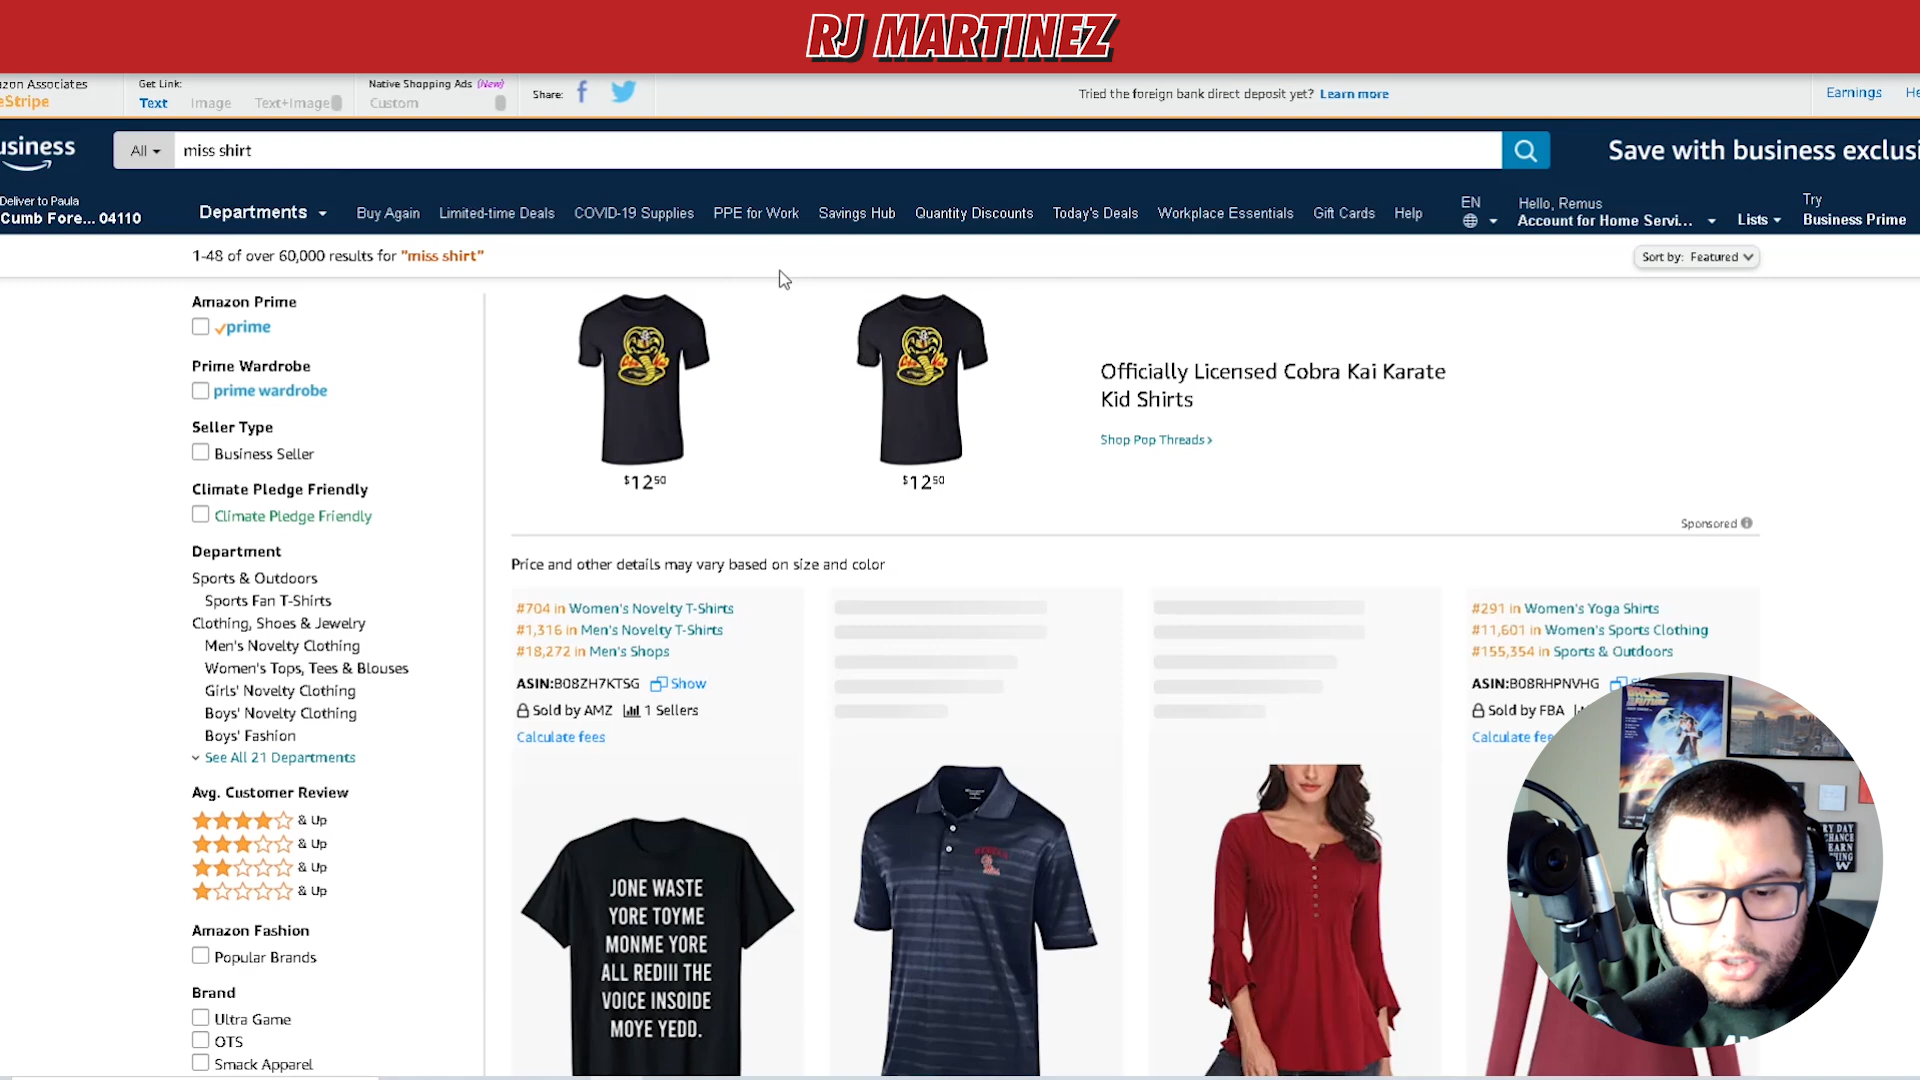 RJ MARTINEZ
zon Associates
eStripe
Get Link:
Text Image Text+Image
Native Shopping Ads (New)
Custom
Share:
Tried the foreign bank direct deposit yet? Learn more
Earnings
He
usiness
All
miss shirt
Save with business exclusi
Deliver to Paula
Cumb Fore... 04110
Departments
Buy Again
Limited-time Deals
COVID-19 Supplies
PPE for Work
Savings Hub
Quantity Discounts
Today's Deals
Workplace Essentials
Gift Cards
Help
EN
Hello, Remus
Account for Home Servi...
Lists
Try
Business Prime
1-48 of over 60,000 results for "miss shirt"
Sort by: Featured
Amazon Prime
prime
Prime Wardrobe
prime wardrobe
Seller Type
Business Seller
Climate Pledge Friendly
Climate Pledge Friendly
Department
Sports & Outdoors
Sports Fan T-Shirts
Clothing, Shoes & Jewelry
Men's Novelty Clothing
Women's Tops, Tees & Blouses
Girls' Novelty Clothing
Boys' Novelty Clothing
Boys' Fashion
See All 21 Departments
Avg. Customer Review
& Up
& Up
& Up
& Up
Amazon Fashion
Popular Brands
Brand
Ultra Game
OTS
Smack Apparel
$12.50
$12.50
Officially Licensed Cobra Kai Karate
Kid Shirts
Shop Pop Threads›
Sponsored
Price and other details may vary based on size and color
#704 in Women's Novelty T-Shirts
#1,316 in Men's Novelty T-Shirts
#18,272 in Men's Shops
ASIN:B08ZH7KTSG Show
Sold by AMZ 1 Sellers
Calculate fees
JONE WASTE
YORE TOYME
MONME YORE
ALL REDIII THE
VOICE INSOIDE
MOYE YEDD.
#291 in Women's Yoga Shirts
#11,601 in Women's Sports Clothing
#155,354 in Sports & Outdoors
ASIN:B08RHPNVHG
Sold by FBA
Calculate fee